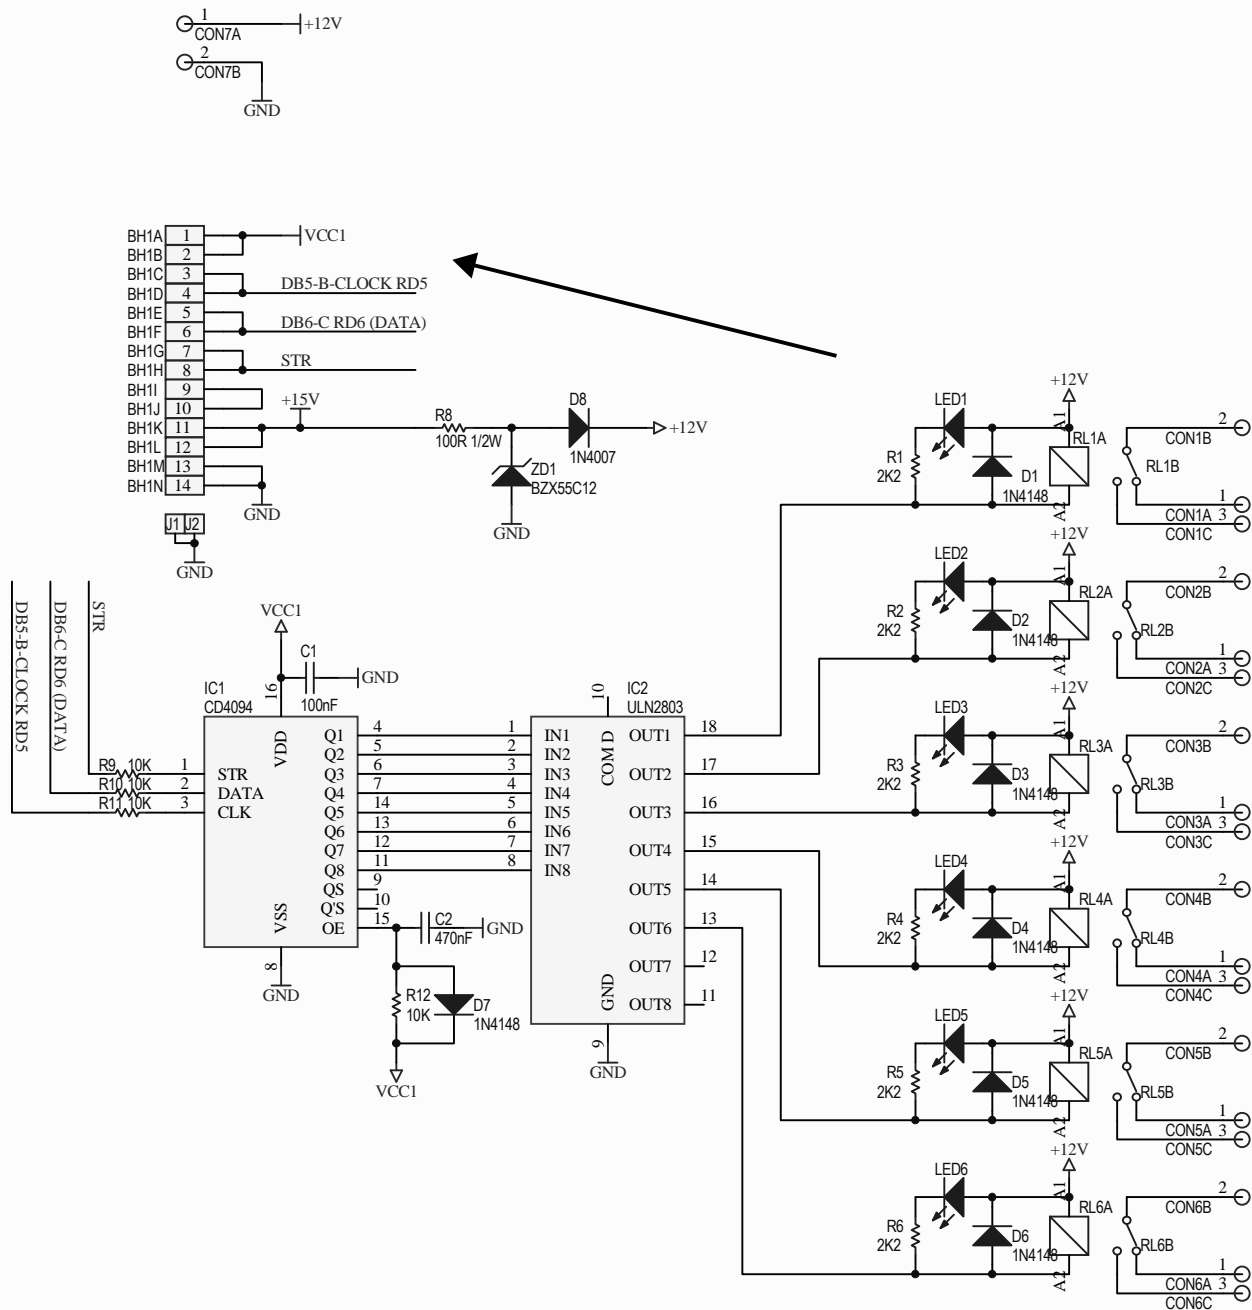 1
CON7A
+12V
2
CON7B
GND
BH1A 1
VCC1
BH1B 2
BH1C 3
BH1D 4
DB5-B-CLOCK RD5
BH1E 5
BH1F 6
DB6-C RD6 (DATA)
BH1G 7
BH1H 8
STR
BH1I 9
BH1J 10
+15V
BH1K 11
BH1L 12
BH1M 13
BH1N 14
GND
R8
100R 1/2W
D8
1N4007
+12V
ZD1
BZX55C12
GND
J1 J2
GND
DB5-B-CLOCK RD5
DB6-C RD6 (DATA)
STR
VCC1
C1
100nF
GND
16
IC1
CD4094
VDD
R9 10K 1 STR
R10 10K 2 DATA
R11 10K 3 CLK
Q1 4
Q2 5
Q3 6
Q4 7
Q5 14
Q6 13
Q7 12
Q8 11
QS 9
Q'S 10
OE 15
VSS
8
GND
C2
470nF
GND
R12
10K
D7
1N4148
VCC1
IC2
ULN2803
10
COM D
1 IN1
2 IN2
3 IN3
4 IN4
5 IN5
6 IN6
7 IN7
8 IN8
OUT1 18
OUT2 17
OUT3 16
OUT4 15
OUT5 14
OUT6 13
OUT7 12
OUT8 11
GND
9
GND
+12V
LED1
A1
R1
2K2
D1
1N4148
RL1A
A2
RL1B
2
CON1B
1
CON1A
3
CON1C
+12V
LED2
A1
R2
2K2
D2
1N4148
RL2A
A2
RL2B
2
CON2B
1
CON2A
3
CON2C
+12V
LED3
A1
R3
2K2
D3
1N4148
RL3A
A2
RL3B
2
CON3B
1
CON3A
3
CON3C
+12V
LED4
A1
R4
2K2
D4
1N4148
RL4A
A2
RL4B
2
CON4B
1
CON4A
3
CON4C
+12V
LED5
A1
R5
2K2
D5
1N4148
RL5A
A2
RL5B
2
CON5B
1
CON5A
3
CON5C
+12V
LED6
A1
R6
2K2
D6
1N4148
RL6A
A2
RL6B
2
CON6B
1
CON6A
3
CON6C